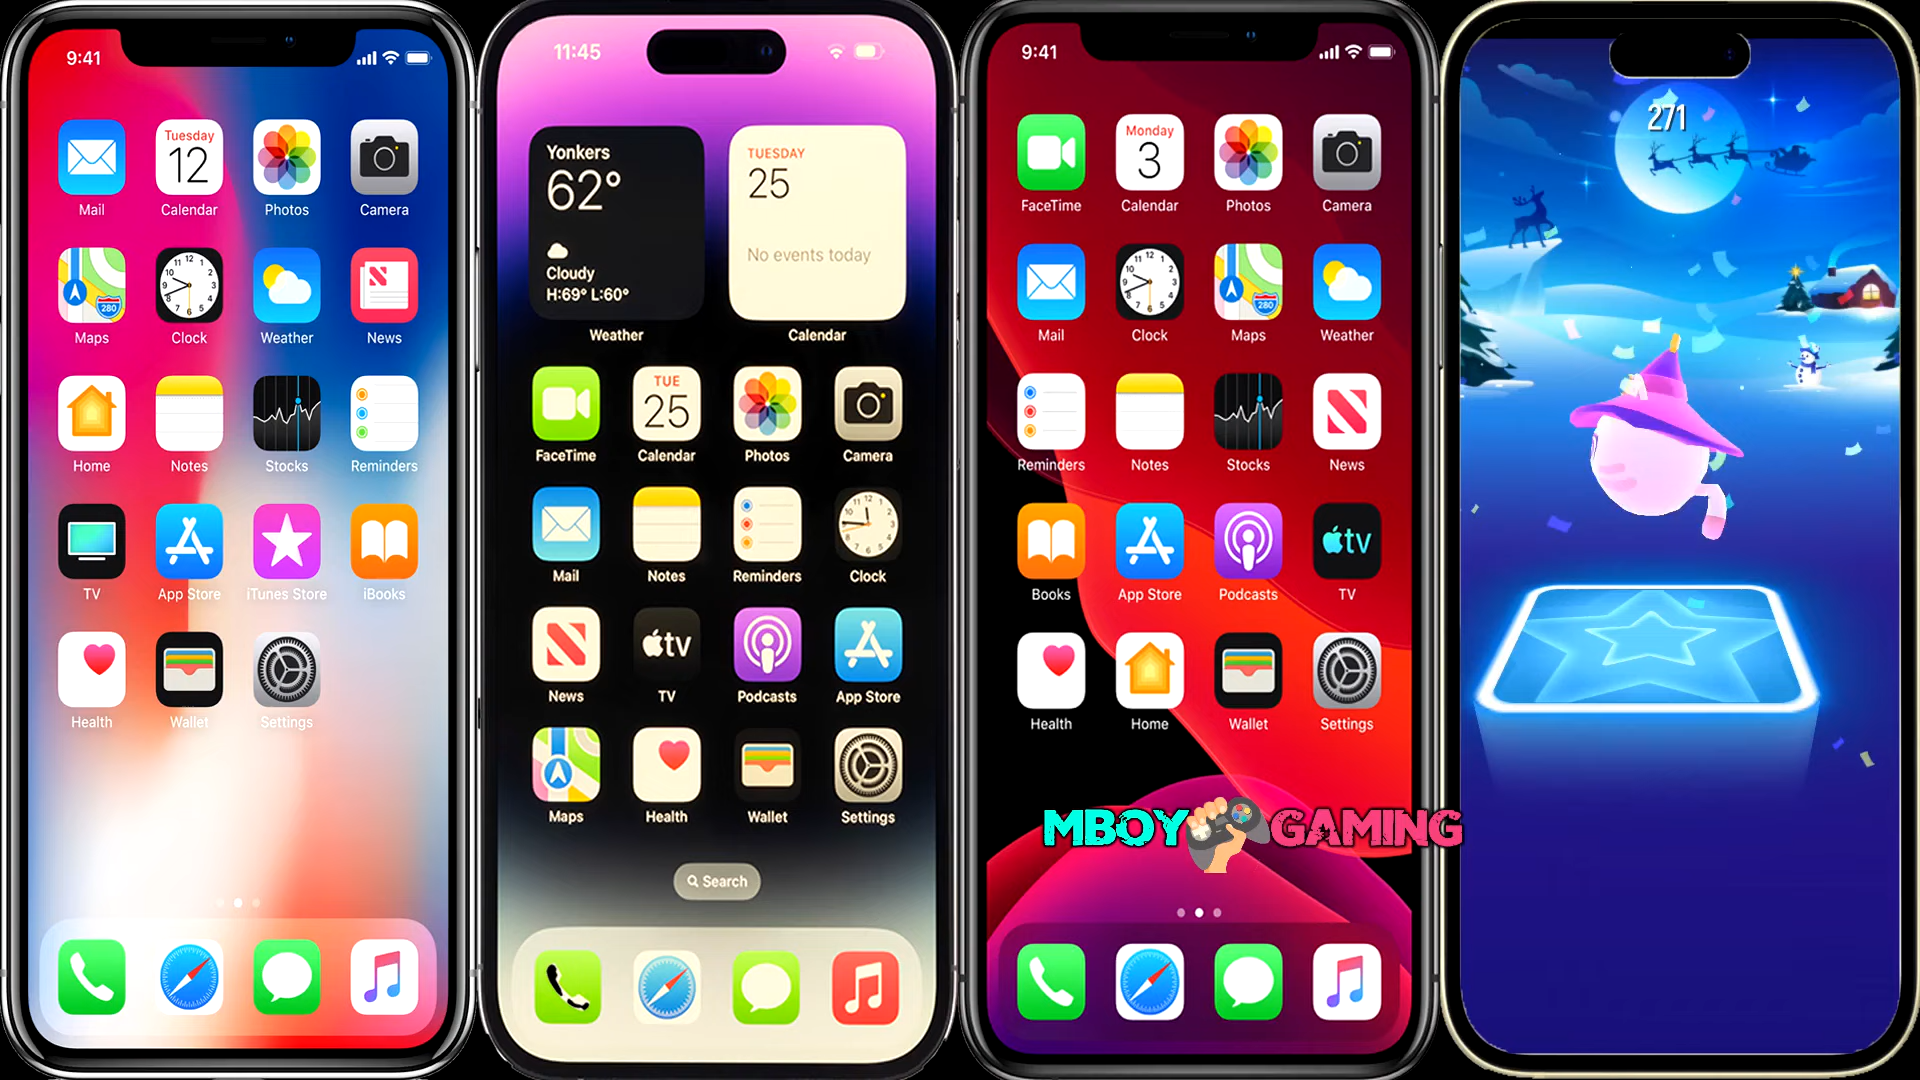 9:41
Tuesday
12
Mail
Calendar
Photos
Camera
280
Maps
Clock
Weather
News
Home
Notes
Stocks
Reminders
TV
App Store
iTunes Store
iBooks
Health
Wallet
Settings
11:45
Yonkers
62°
Cloudy
H:69° L:60°
Weather
TUESDAY
25
No events today
Calendar
TUE
25
FaceTime
Calendar
Photos
Camera
Mail
Notes
Reminders
Clock
tv
News
TV
Podcasts
App Store
Maps
Health
Wallet
Settings
Search
9:41
Monday
3
FaceTime
Calendar
Photos
Camera
280
Mail
Clock
Maps
Weather
Reminders
Notes
Stocks
News
tv
Books
App Store
Podcasts
TV
Health
Home
Wallet
Settings
MBOY GAMING
271